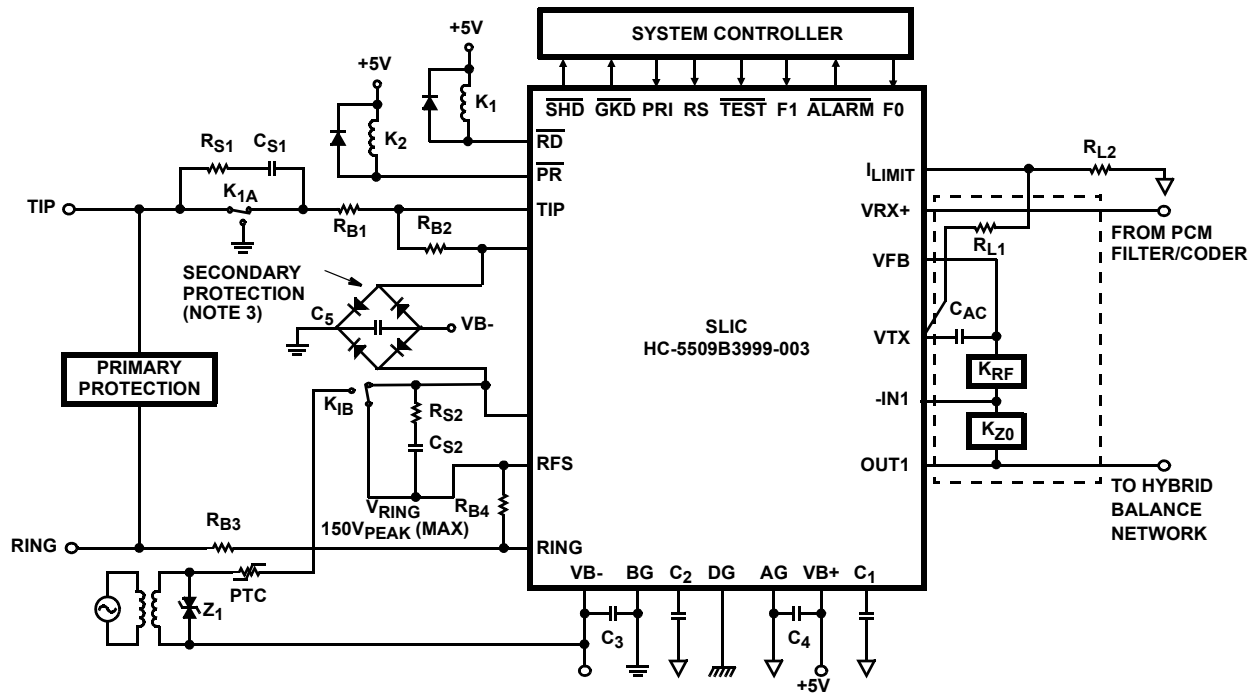 SYSTEM CONTROLLER
+5V
+5V
SHD GKD PRI RS TEST F1 ALARM F0
K1
K2
RD
PR
RS1
CS1
K1A
TIP
RB1
TIP
RB2
SECONDARY
PROTECTION
(NOTE 3)
C5
VB-
PRIMARY
PROTECTION
KIB
RS2
CS2
RFS
VRING
150VPEAK (MAX)
RB4
RB3
RING
RING
PTC
Z1
SLIC
HC-5509B3999-003
ILIMIT
RL2
VRX+
FROM PCM
FILTER/CODER
RL1
VFB
CAC
VTX
KRF
-IN1
KZ0
OUT1
TO HYBRID
BALANCE
NETWORK
VB- BG C2 DG AG VB+ C1
C3
C4
+5V